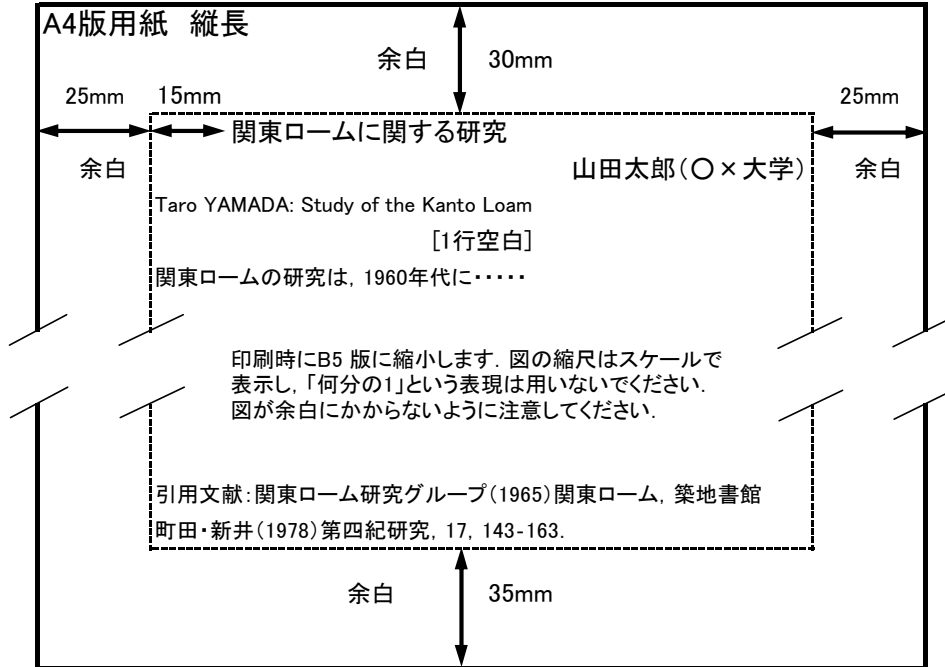 A4版用紙 縦長
余白 30mm
25mm 15mm 25mm
関東ロームに関する研究
余白 山田太郎(〇×大学) 余白
Taro YAMADA: Study of the Kanto Loam
[1行空白]
関東ロームの研究は, 1960年代に・・・・・
印刷時にB5 版に縮小します. 図の縮尺はスケールで
表示し, 「何分の1」という表現は用いないでください.
図が余白にかからないように注意してください.
引用文献:関東ローム研究グループ(1965)関東ローム, 築地書館
町田・新井(1978)第四紀研究, 17, 143-163.
余白 35mm